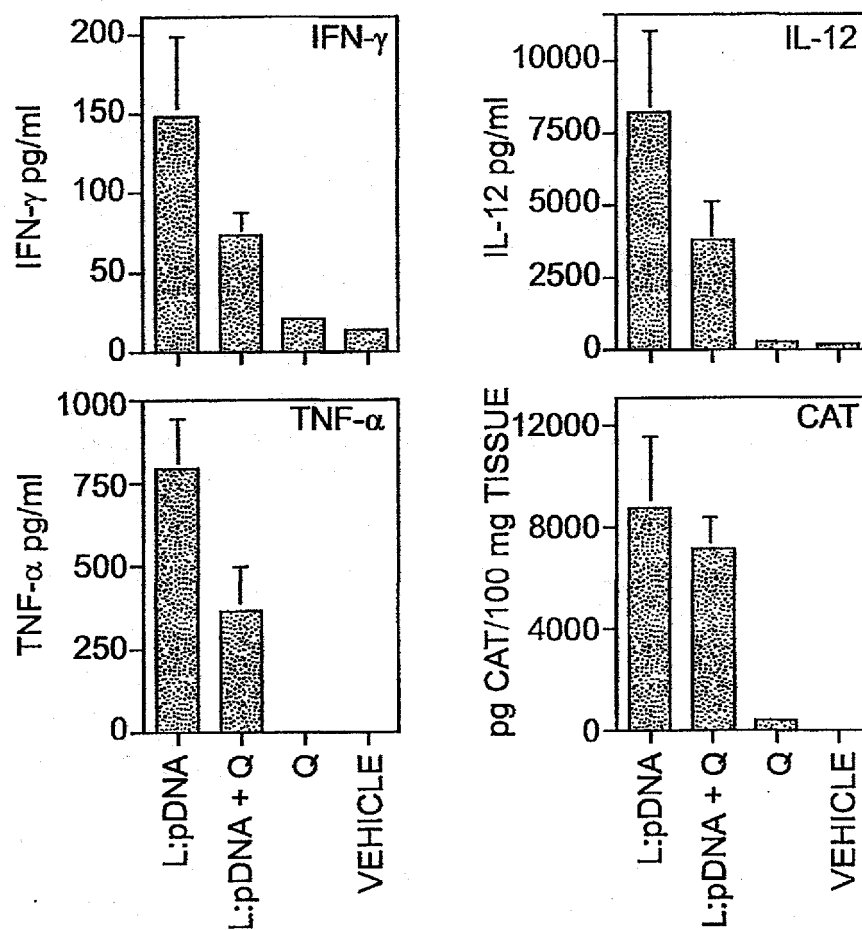 IFN-γ pg/ml
200
150
100
50
0
IFN-γ
IL-12 pg/ml
10000
7500
5000
2500
0
IL-12
TNF-α pg/ml
1000
750
500
250
0
TNF-α
L:pDNA
L:pDNA + Q
Q
VEHICLE
pg CAT/100 mg TISSUE
12000
8000
4000
0
CAT
L:pDNA
L:pDNA + Q
Q
VEHICLE